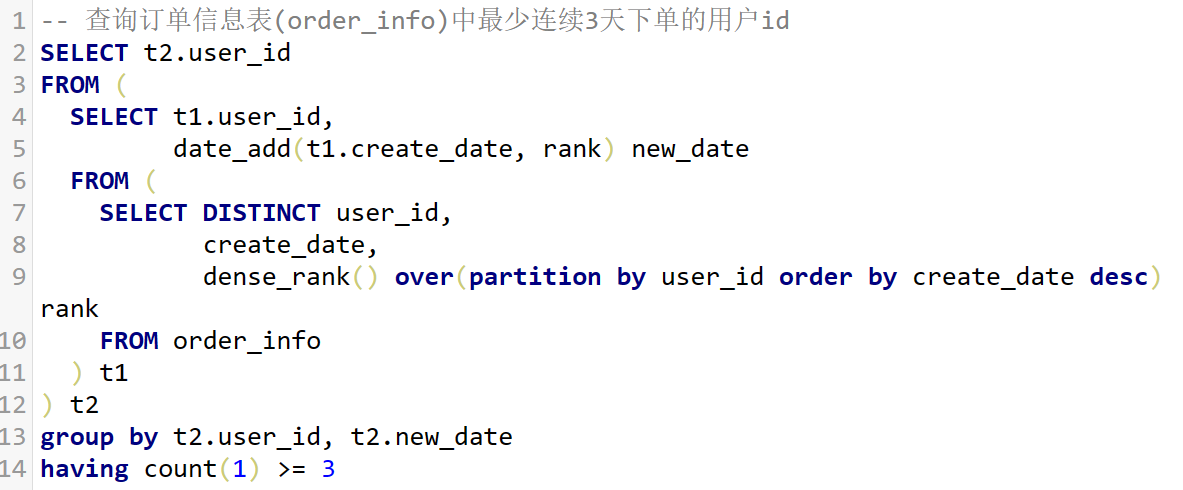 1 -- 查询订单信息表(order_info)中最少连续3天下单的用户id
2 SELECT t2.user_id
3 FROM (
4   SELECT t1.user_id,
5          date_add(t1.create_date, rank) new_date
6   FROM (
7     SELECT DISTINCT user_id,
8            create_date,
9            dense_rank() over(partition by user_id order by create_date desc)
rank
10     FROM order_info
11   ) t1
12 ) t2
13 group by t2.user_id, t2.new_date
14 having count(1) >= 3